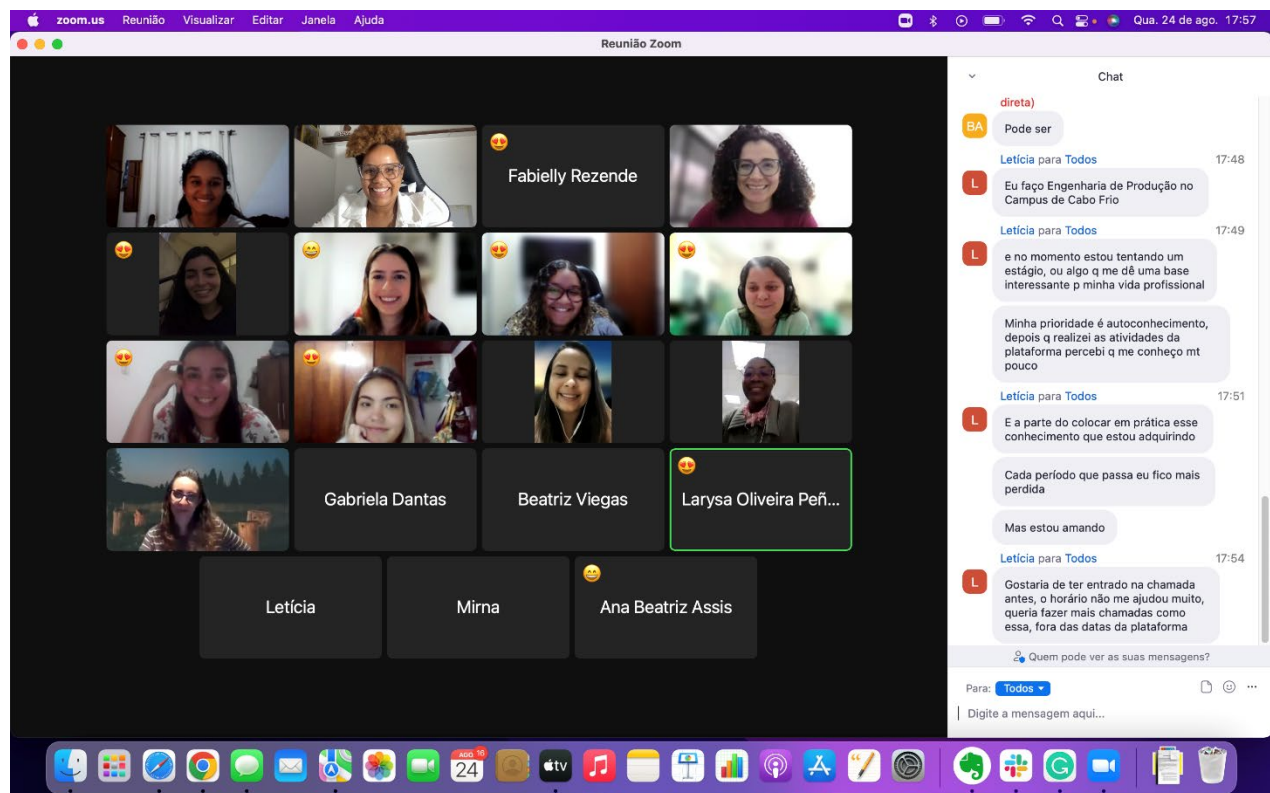 zoom.us Reunião Visualizar Editar Janela Ajuda Qua. 24 de ago. 17:57
Reunião Zoom
Fabielly Rezende
Gabriela Dantas
Beatriz Viegas
Larysa Oliveira Peñ...
Letícia
Mirna
Ana Beatriz Assis
Chat
direta)
BA
Pode ser
Letícia para Todos 17:48
L
Eu faço Engenharia de Produção no
Campus de Cabo Frio
Letícia para Todos 17:49
L
e no momento estou tentando um
estágio, ou algo q me dê uma base
interessante p minha vida profissional
Minha prioridade é autoconhecimento,
depois q realizei as atividades da
plataforma percebi q me conheço mt
pouco
Letícia para Todos 17:51
L
E a parte do colocar em prática esse
conhecimento que estou adquirindo
Cada período que passa eu fico mais
perdida
Mas estou amando
Letícia para Todos 17:54
L
Gostaria de ter entrado na chamada
antes, o horário não me ajudou muito,
queria fazer mais chamadas como
essa, fora das datas da plataforma
Quem pode ver as suas mensagens?
Para: Todos
Digite a mensagem aqui...
AGO 16
24
tv